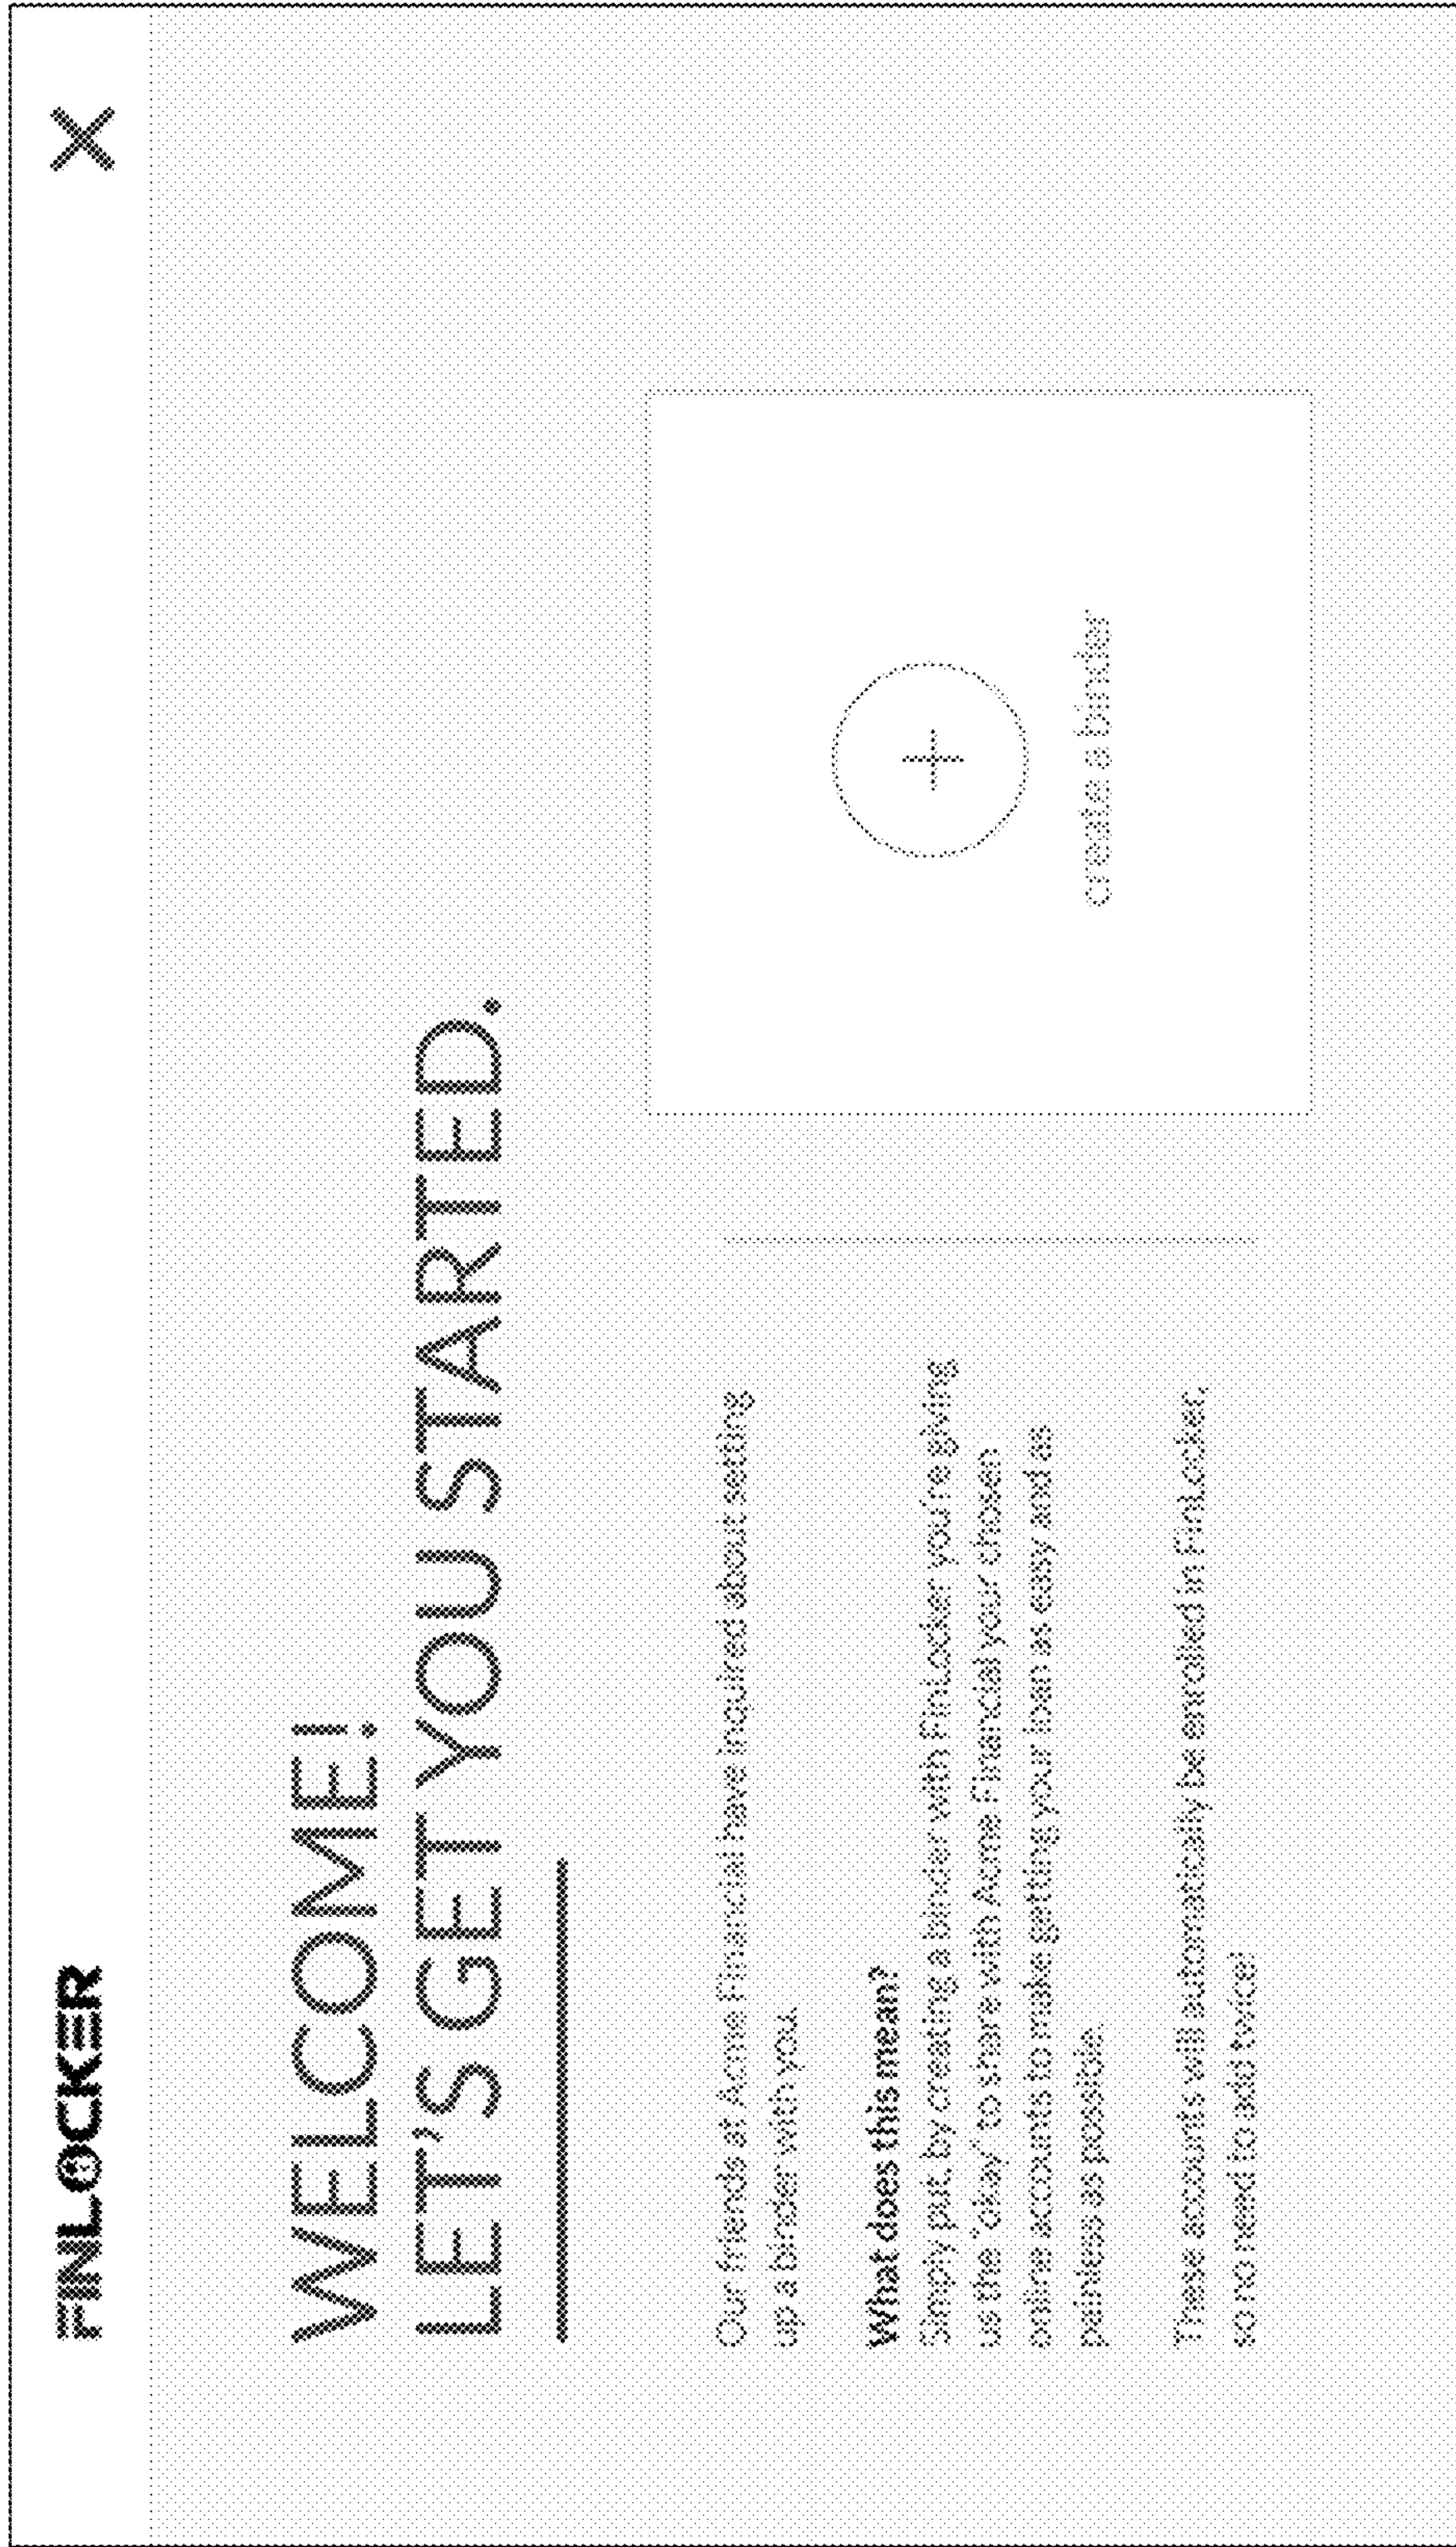 FINLOCKER
WELCOME!
LET'S GET YOU STARTED.
Our friends at Acme Financial have inquired about setting
up a binder with you.
What does this mean?
Simply put, by creating a binder with FinLocker you're giving
us the "okay" to share with Acme Financial your chosen
online accounts to make getting your loan as easy and as
painless as possible.
These accounts will automatically be enrolled in FinLocker,
so no need to add twice!
create a binder